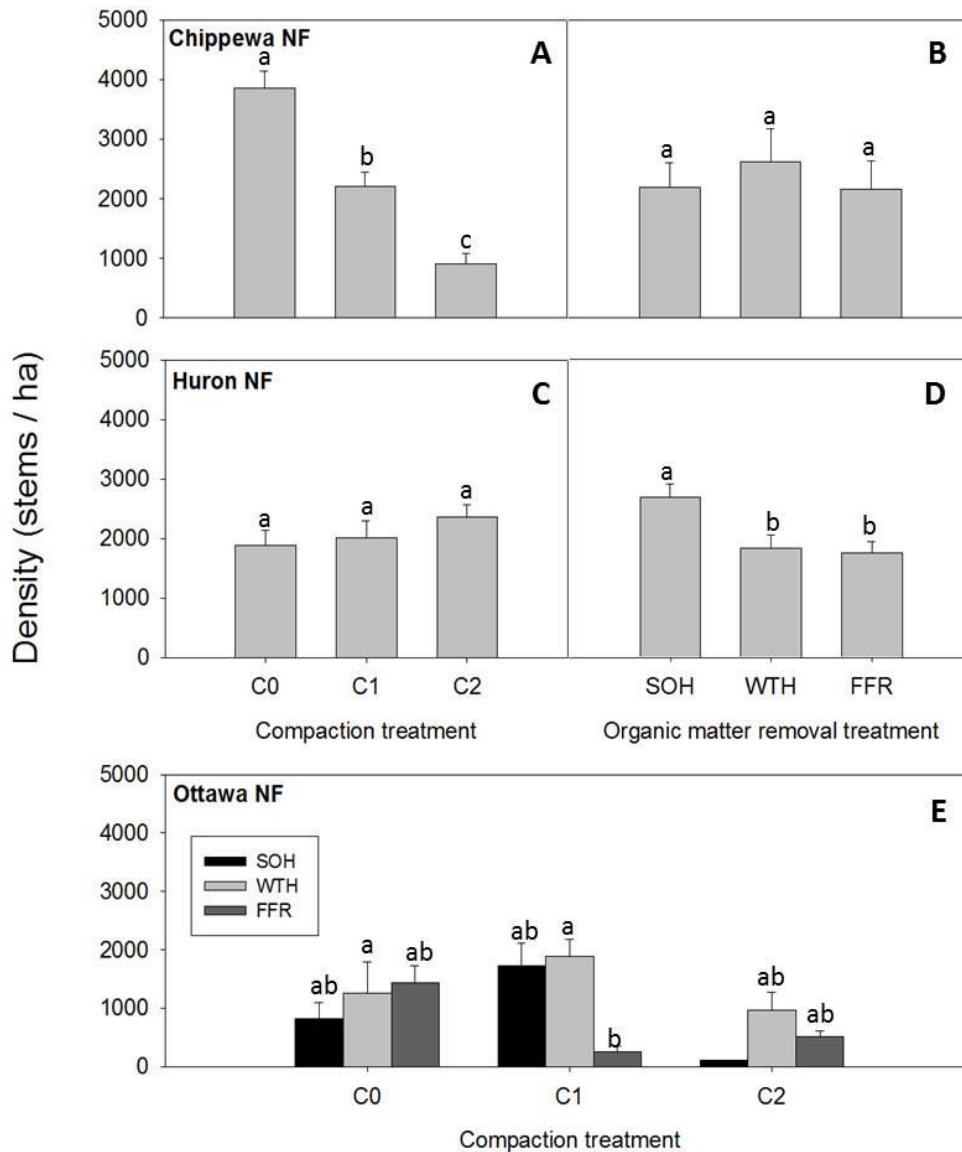 Density (stems / ha)
5000
4000
3000
2000
1000
0
Chippewa NF
A
a
b
c
B
a
a
a
5000
4000
3000
2000
1000
0
Huron NF
C
a
a
a
C0 C1 C2
Compaction treatment
D
a
b
b
SOH WTH FFR
Organic matter removal treatment
5000
4000
3000
2000
1000
0
Ottawa NF
E
SOH
WTH
FFR
ab a ab
ab a b
ab ab
C0 C1 C2
Compaction treatment